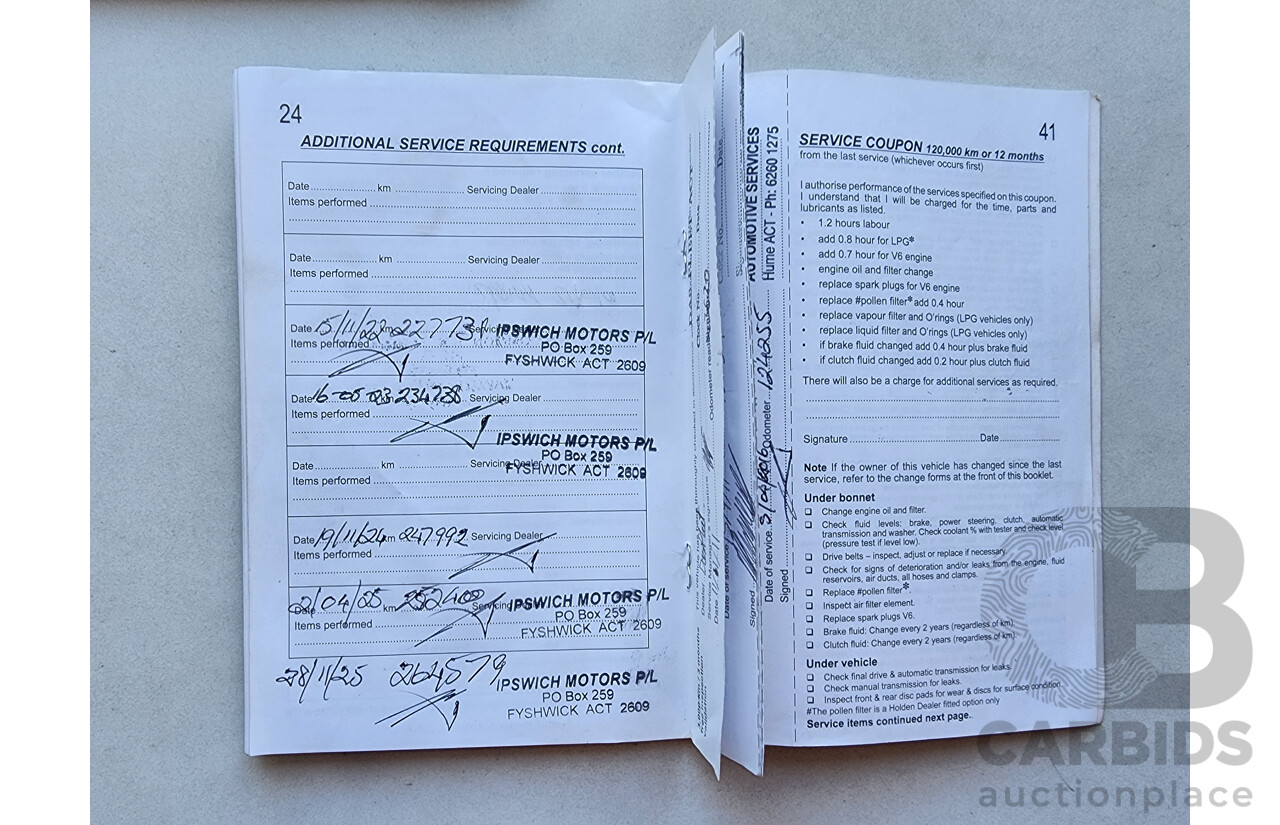 24
ADDITIONAL SERVICE REQUIREMENTS cont.
Date ............ km ............ Servicing Dealer ............
Items performed ............
Date ............ km ............ Servicing Dealer ............
Items performed ............
Date 15/11/22 km 227731 IPSWICH MOTORS P/L
Items performed PO Box 259
FYSHWICK ACT 2609
Date 16-05-23 km 234738 Servicing Dealer ............
Items performed ............
IPSWICH MOTORS P/L
PO Box 259
Date ............ km ............ Servicing Dealer FYSHWICK ACT 2609
Items performed ............
Date 19/11/24 km 247992 Servicing Dealer ............
Items performed ............
Date 2/04/25 km 252402 Servicing IPSWICH MOTORS P/L
Items performed PO Box 259
FYSHWICK ACT 2609
28/11/25 264579 IPSWICH MOTORS P/L
PO Box 259
FYSHWICK ACT 2609
AUTOMOTIVE SERVICES
Hume ACT - Ph: 6260 1275
Date of service Odometer 124255
Signed
41
SERVICE COUPON 120,000 km or 12 months
from the last service (whichever occurs first)
I authorise performance of the services specified on this coupon.
I understand that I will be charged for the time, parts and
lubricants as listed.
• 1.2 hours labour
• add 0.8 hour for LPG*
• add 0.7 hour for V6 engine
• engine oil and filter change
• replace spark plugs for V6 engine
• replace #pollen filter* add 0.4 hour
• replace vapour filter and O'rings (LPG vehicles only)
• replace liquid filter and O'rings (LPG vehicles only)
• if brake fluid changed add 0.4 hour plus brake fluid
• if clutch fluid changed add 0.2 hour plus clutch fluid
There will also be a charge for additional services as required.
Signature ............ Date ............
Note If the owner of this vehicle has changed since the last
service, refer to the change forms at the front of this booklet.
Under bonnet
❑ Change engine oil and filter.
❑ Check fluid levels: brake, power steering, clutch, automatic
transmission and washer. Check coolant % with tester and check level
(pressure test if level low).
❑ Drive belts – inspect, adjust or replace if necessary.
❑ Check for signs of deterioration and/or leaks from the engine, fluid
reservoirs, air ducts, all hoses and clamps.
❑ Replace #pollen filter*.
❑ Inspect air filter element.
❑ Replace spark plugs V6.
❑ Brake fluid: Change every 2 years (regardless of km).
❑ Clutch fluid: Change every 2 years (regardless of km).
Under vehicle
❑ Check final drive & automatic transmission for leaks.
❑ Check manual transmission for leaks.
❑ Inspect front & rear disc pads for wear & discs for surface condition.
#The pollen filter is a Holden Dealer fitted option only
Service items continued next page.
CARBIDS
auctionplace